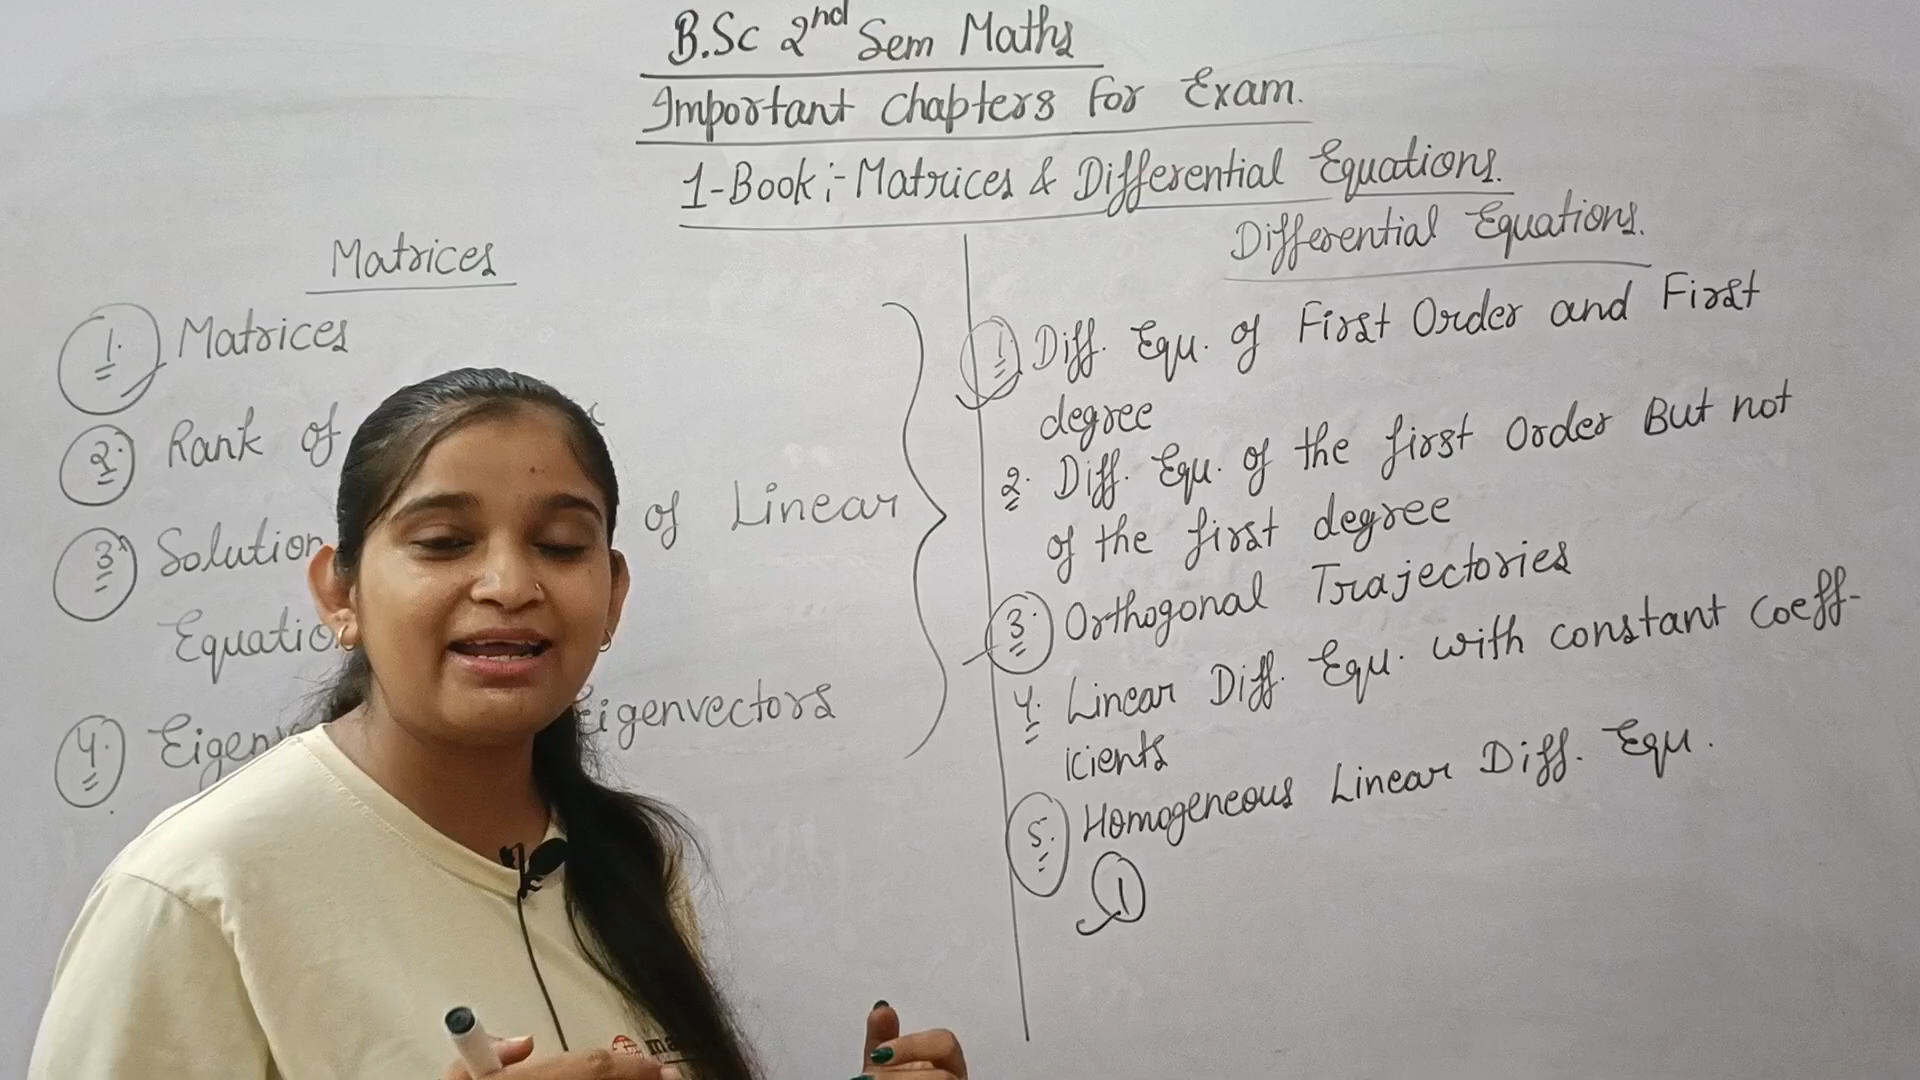 B.Sc 2nd Sem Maths
Important Chapters For Exam.
1-Book :- Matrices & Differential Equations.
Matrices
1. Matrices
2. Rank of
3. Solution of Linear
Equatio
4. Eigen Eigenvectors
Differential Equations.
1. Diff. Equ. of First Order and First
degree
2. Diff. Equ. of the first Order But not
of the first degree
3. Orthogonal Trajectories
4. Linear Diff. Equ. with constant coeff-
icients
5. Homogeneous Linear Diff. Equ.
1
ma